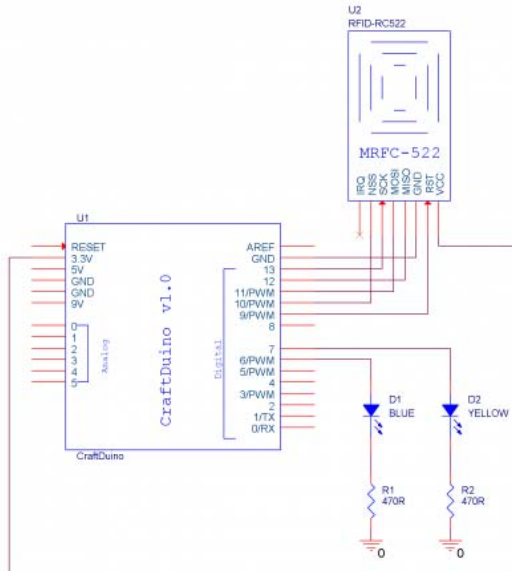 U2
RFID-RC522
MRFC-522
IRQ
NSS
SCK
MOSI
MISO
GND
RST
VCC
U1
RESET
3.3V
5V
GND
GND
9V
0
1
2
3
4
5
Analog
CraftDuino v1.0
Digital
AREF
GND
13
12
11/PWM
10/PWM
9/PWM
8
7
6/PWM
5/PWM
4
3/PWM
2
1/TX
0/RX
CraftDuino
D1
BLUE
D2
YELLOW
R1
470R
R2
470R
0
0